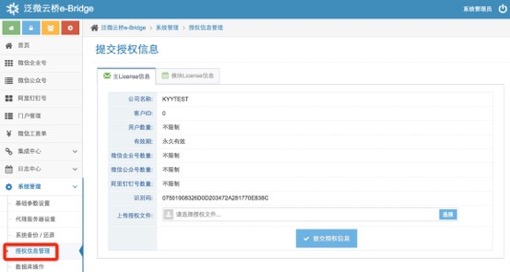 泛微云桥e-Bridge
系统管理员
泛微云桥e-Bridge > 系统管理 > 授权信息管理
首页
微信企业号
微信公众号
阿里钉钉号
门户管理
微信工资单
集成中心
日志中心
系统管理
基础参数设置
代理服务器设置
系统备份 / 还原
授权信息管理
数据库操作
提交授权信息
主License信息
模块License信息
公司名称: KYYTEST
客户ID: 0
用户数量: 不限制
有效期: 永久有效
微信企业号数量: 不限制
微信公众号数量: 不限制
阿里钉钉号数量: 不限制
识别码:
上传授权文件: 请选择授权文件... 选择
提交授权信息